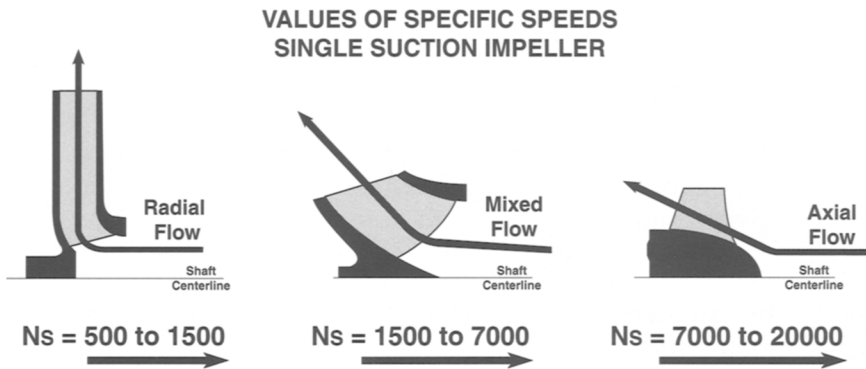 VALUES OF SPECIFIC SPEEDS
SINGLE SUCTION IMPELLER
Radial
Flow
Shaft
Centerline
Ns = 500 to 1500
Mixed
Flow
Shaft
Centerline
Ns = 1500 to 7000
Axial
Flow
Shaft
Centerline
Ns = 7000 to 20000